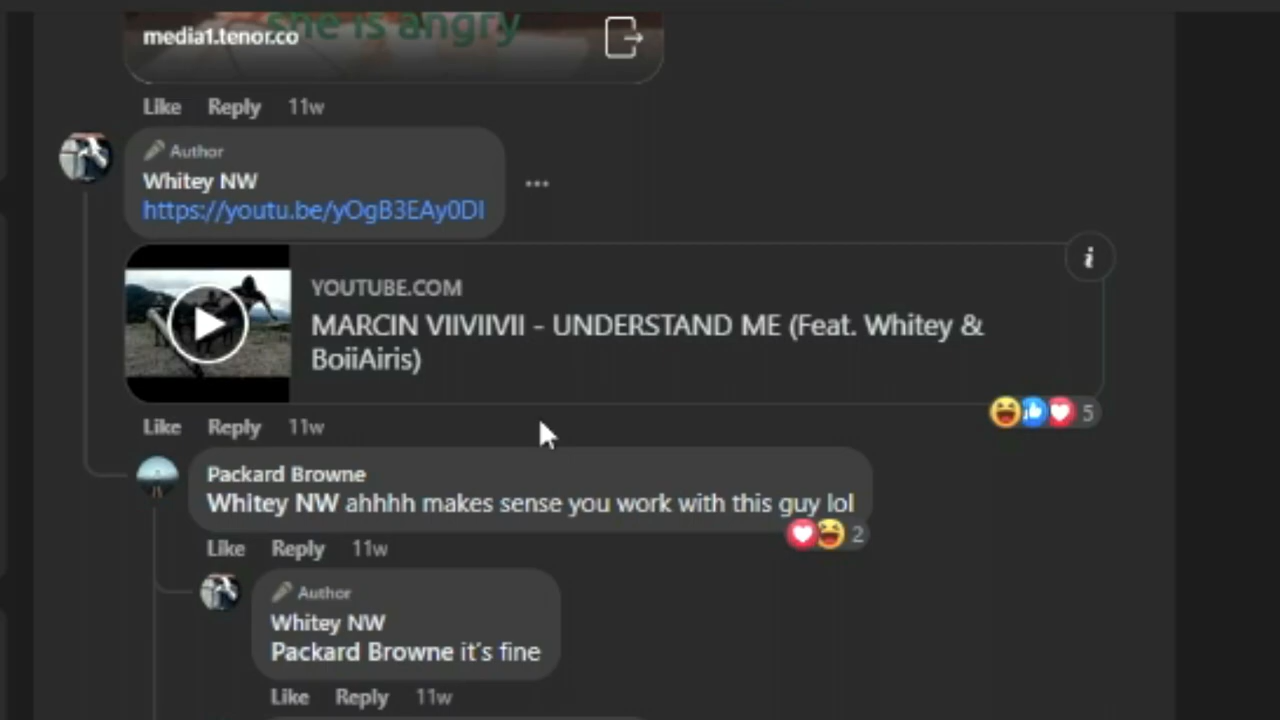 she is angry
media1.tenor.co
Like Reply 11w
Author
Whitey NW
https://youtu.be/yOgB3EAy0DI
YOUTUBE.COM
MARCIN VIIVIIVII - UNDERSTAND ME (Feat. Whitey &
BoiiAiris)
5
Like Reply 11w
Packard Browne
Whitey NW ahhhh makes sense you work with this guy lol
2
Like Reply 11w
Author
Whitey NW
Packard Browne it's fine
Like Reply 11w